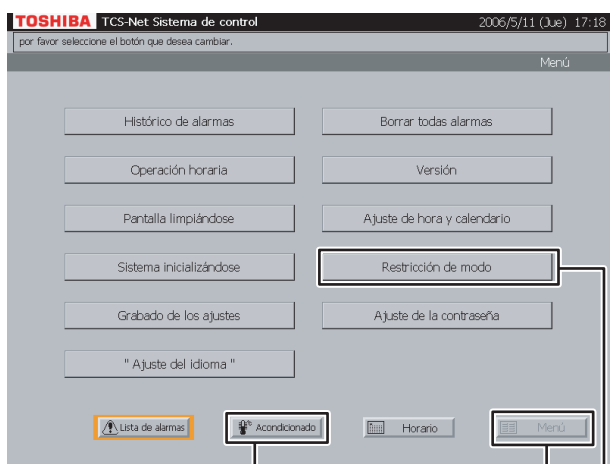 TOSHIBA TCS-Net Sistema de control 2006/5/11 (Jue) 17:18
por favor seleccione el botón que desea cambiar.
Menú
Histórico de alarmas Borrar todas alarmas
Operación horaria Versión
Pantalla limpiándose Ajuste de hora y calendario
Sistema inicializándose Restricción de modo
Grabado de los ajustes Ajuste de la contraseña
" Ajuste del idioma "
Lista de alarmas Acondicionado Horario Menú